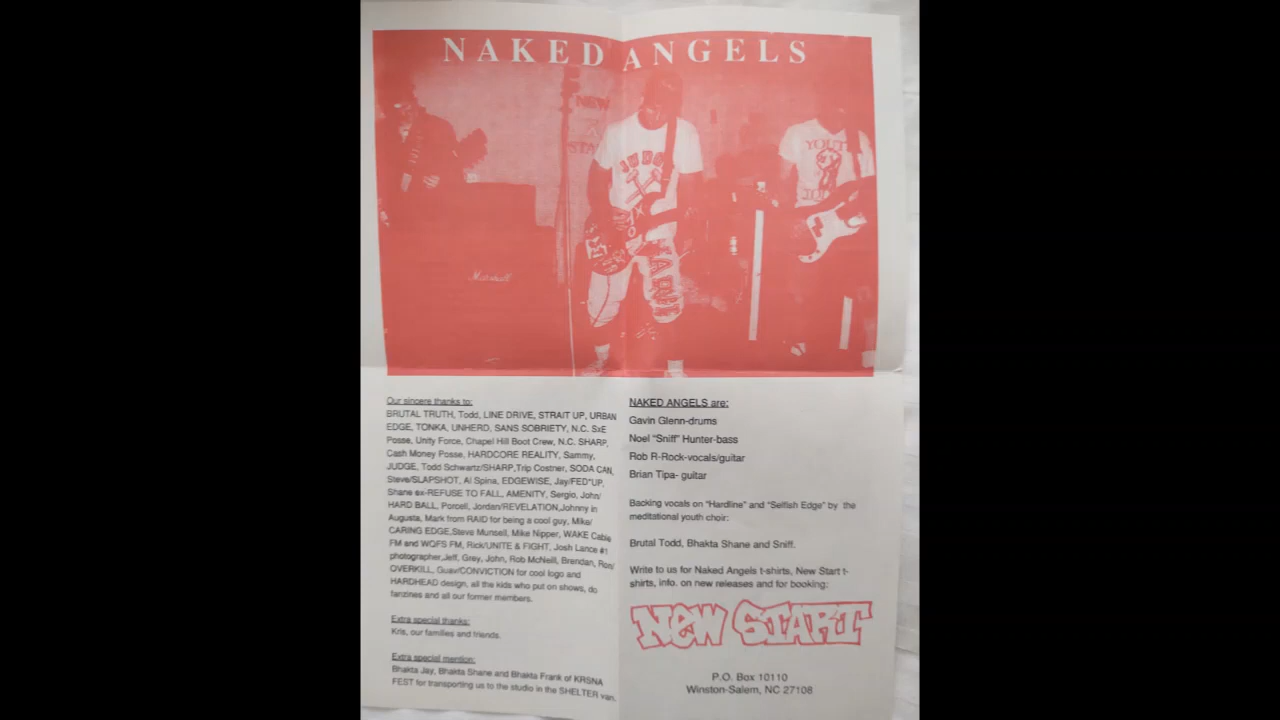 NAKED ANGELS
NEW
A
STA
JUDG
YOUT
Marshall
Our sincere thanks to:
BRUTAL TRUTH, Todd, LINE DRIVE, STRAIT UP, URBAN
EDGE, TONKA, UNHERD, SANS SOBRIETY, N.C. SxE
Posse, Unity Force, Chapel Hill Boot Crew, N.C. SHARP,
Cash Money Posse, HARDCORE REALITY, Sammy,
JUDGE, Todd Schwartz/SHARP,Trip Costner, SODA CAN,
Steve/SLAPSHOT, Al Spina, EDGEWISE, Jay/FED"UP,
Shane ex-REFUSE TO FALL, AMENITY, Sergio, John/
HARD BALL, Porcell, Jordan/REVELATION,Johnny in
Augusta, Mark from RAID for being a cool guy, Mike/
CARING EDGE,Steve Munsell, Mike Nipper, WAKE Cable
FM and WQFS FM, Rick/UNITE & FIGHT, Josh Lance #1
photographer,Jeff, Grey, John, Rob McNeill, Brendan, Ron/
OVERKILL, Guav/CONVICTION for cool logo and
HARDHEAD design, all the kids who put on shows, do
fanzines and all our former members.
Extra special thanks:
Kris, our families and friends.
Extra special mention:
Bhakta Jay, Bhakta Shane and Bhakta Frank of KRSNA
FEST for transporting us to the studio in the SHELTER van.
NAKED ANGELS are:
Gavin Glenn-drums
Noel "Sniff" Hunter-bass
Rob R-Rock-vocals/guitar
Brian Tipa- guitar
Backing vocals on "Hardline" and "Selfish Edge" by the
meditational youth choir:
Brutal Todd, Bhakta Shane and Sniff.
Write to us for Naked Angels t-shirts, New Start t-
shirts, info. on new releases and for booking:
NEW START
P.O. Box 10110
Winston-Salem, NC 27108